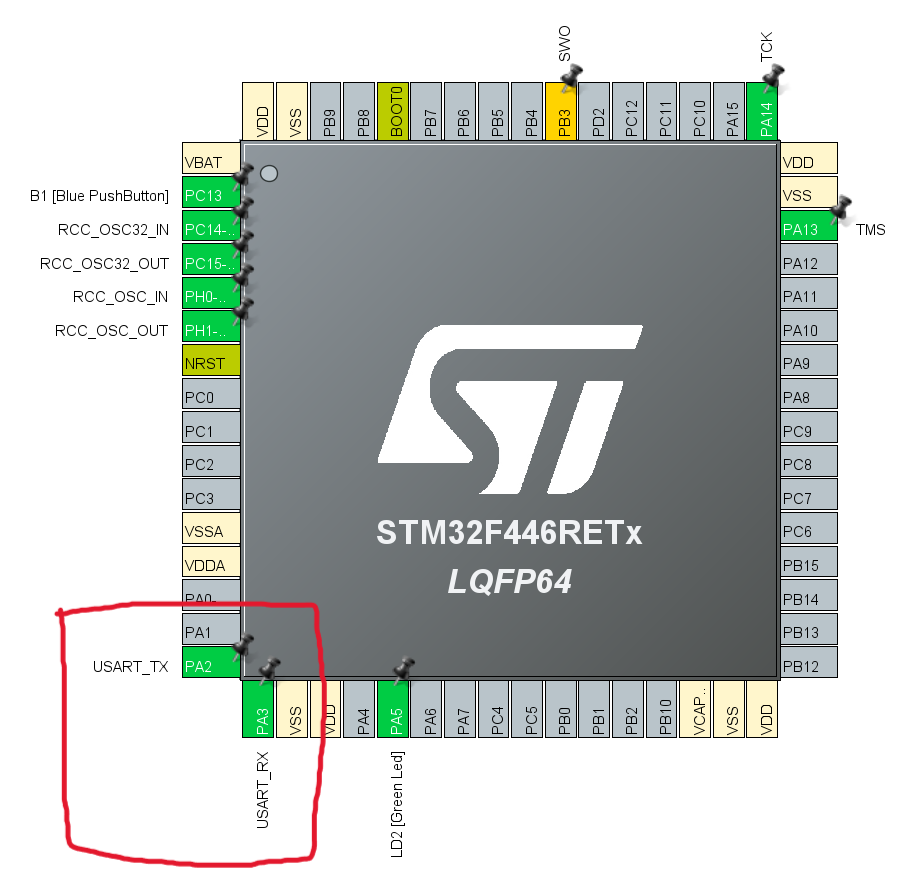 SWO
TCK
VDD
VSS
PB9
PB8
BOOT0
PB7
PB6
PB5
PB4
PB3
PD2
PC12
PC11
PC10
PA15
PA14
VBAT
B1 [Blue PushButton]
PC13
RCC_OSC32_IN
PC14-..
RCC_OSC32_OUT
PC15-..
RCC_OSC_IN
PH0-..
RCC_OSC_OUT
PH1-..
NRST
PC0
PC1
PC2
PC3
VSSA
VDDA
PA0-
PA1
USART_TX
PA2
VDD
VSS
PA13
TMS
PA12
PA11
PA10
PA9
PA8
PC9
PC8
PC7
PC6
PB15
PB14
PB13
PB12
ST
STM32F446RETx
LQFP64
PA3
VSS
VDD
PA4
PA5
PA6
PA7
PC4
PC5
PB0
PB1
PB2
PB10
VCAP..
VSS
VDD
USART_RX
LD2 [Green Led]